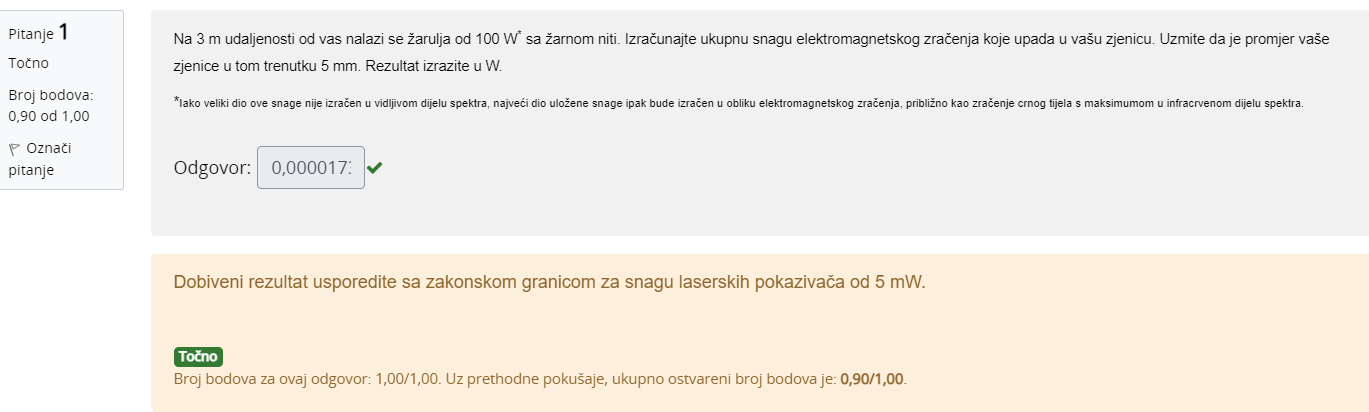 Pitanje 1
Točno
Broj bodova:
0,90 od 1,00
Označi
pitanje
Na 3 m udaljenosti od vas nalazi se žarulja od 100 W* sa žarnom niti. Izračunajte ukupnu snagu elektromagnetskog zračenja koje upada u vašu zjenicu. Uzmite da je promjer vaše
zjenice u tom trenutku 5 mm. Rezultat izrazite u W.
*Iako veliki dio ove snage nije izračen u vidljivom dijelu spektra, najveći dio uložene snage ipak bude izračen u obliku elektromagnetskog zračenja, približno kao zračenje crnog tijela s maksimumom u infracrvenom dijelu spektra.
Odgovor: 0,000017
Dobiveni rezultat usporedite sa zakonskom granicom za snagu laserskih pokazivača od 5 mW.
Točno
Broj bodova za ovaj odgovor: 1,00/1,00. Uz prethodne pokušaje, ukupno ostvareni broj bodova je: 0,90/1,00.